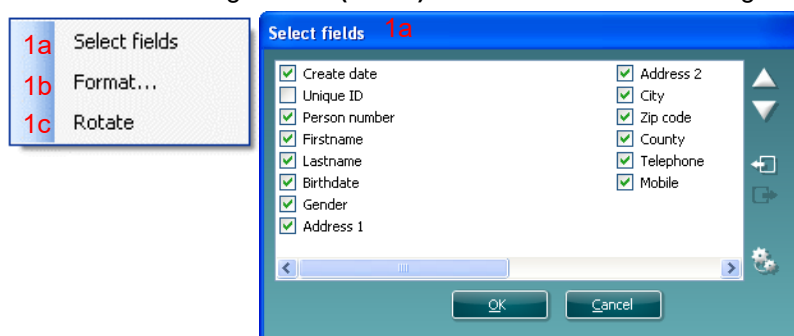 1a Select fields
1b Format...
1c Rotate
Select fields 1a
Create date
Unique ID
Person number
Firstname
Lastname
Birthdate
Gender
Address 1
Address 2
City
Zip code
County
Telephone
Mobile
OK Cancel